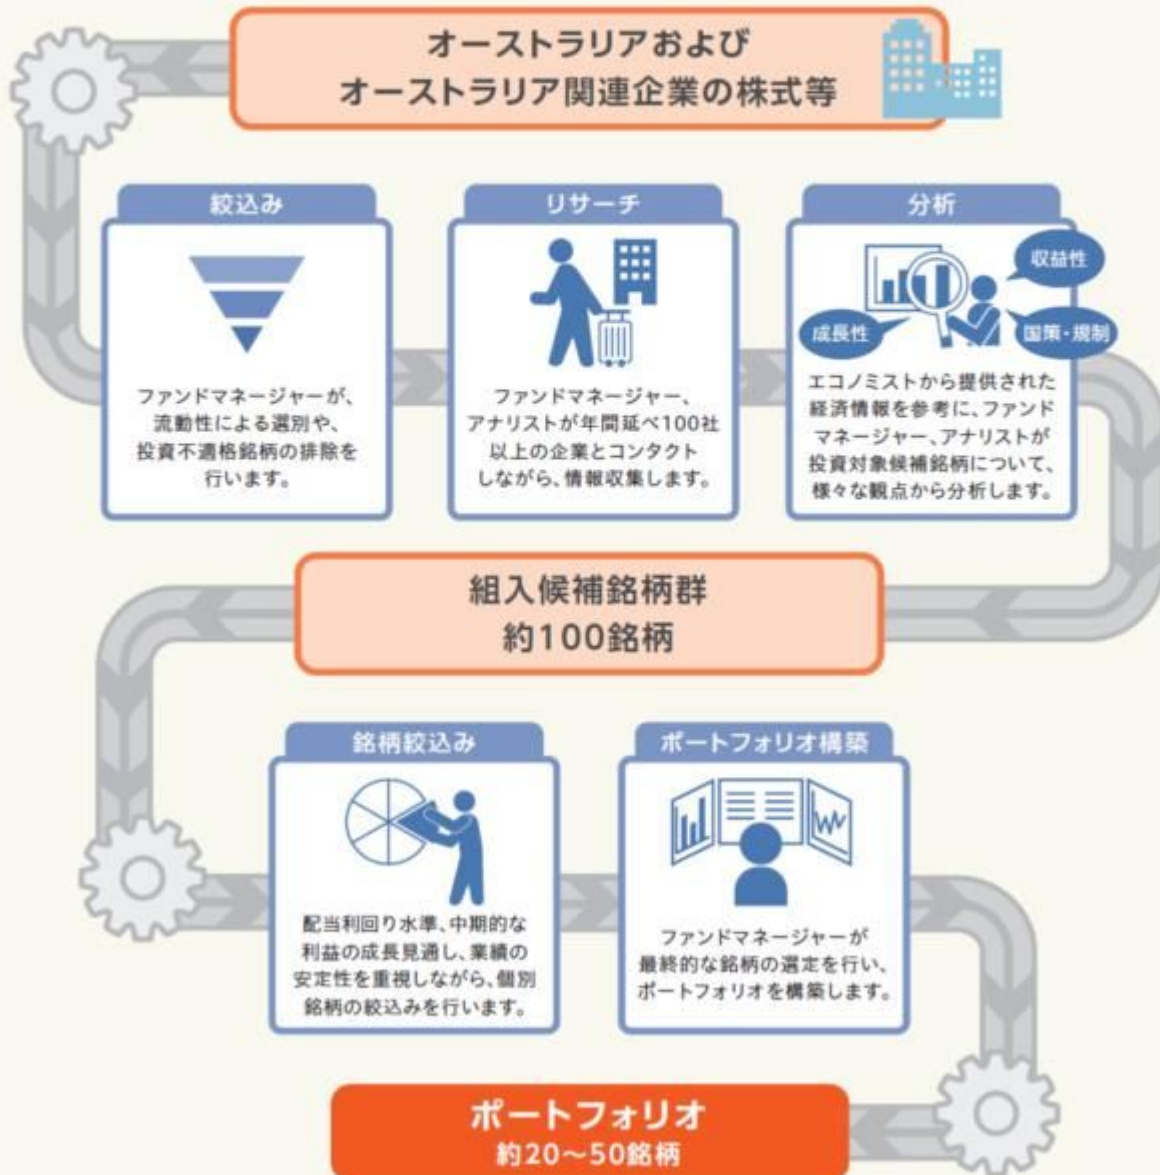 オーストラリアおよび
オーストラリア関連企業の株式等
絞込み
ファンドマネージャーが、
流動性による選別や、
投資不適格銘柄の排除を
行います。
リサーチ
ファンドマネージャー、
アナリストが年間延べ100社
以上の企業とコンタクト
しながら、情報収集します。
分析
収益性
成長性
国策・規制
エコノミストから提供された
経済情報を参考に、ファンド
マネージャー、アナリストが
投資対象候補銘柄について、
様々な観点から分析します。
組入候補銘柄群
約100銘柄
銘柄絞込み
配当利回り水準、中期的な
利益の成長見通し、業績の
安定性を重視しながら、個別
銘柄の絞込みを行います。
ポートフォリオ構築
ファンドマネージャーが
最終的な銘柄の選定を行い、
ポートフォリオを構築します。
ポートフォリオ
約20～50銘柄